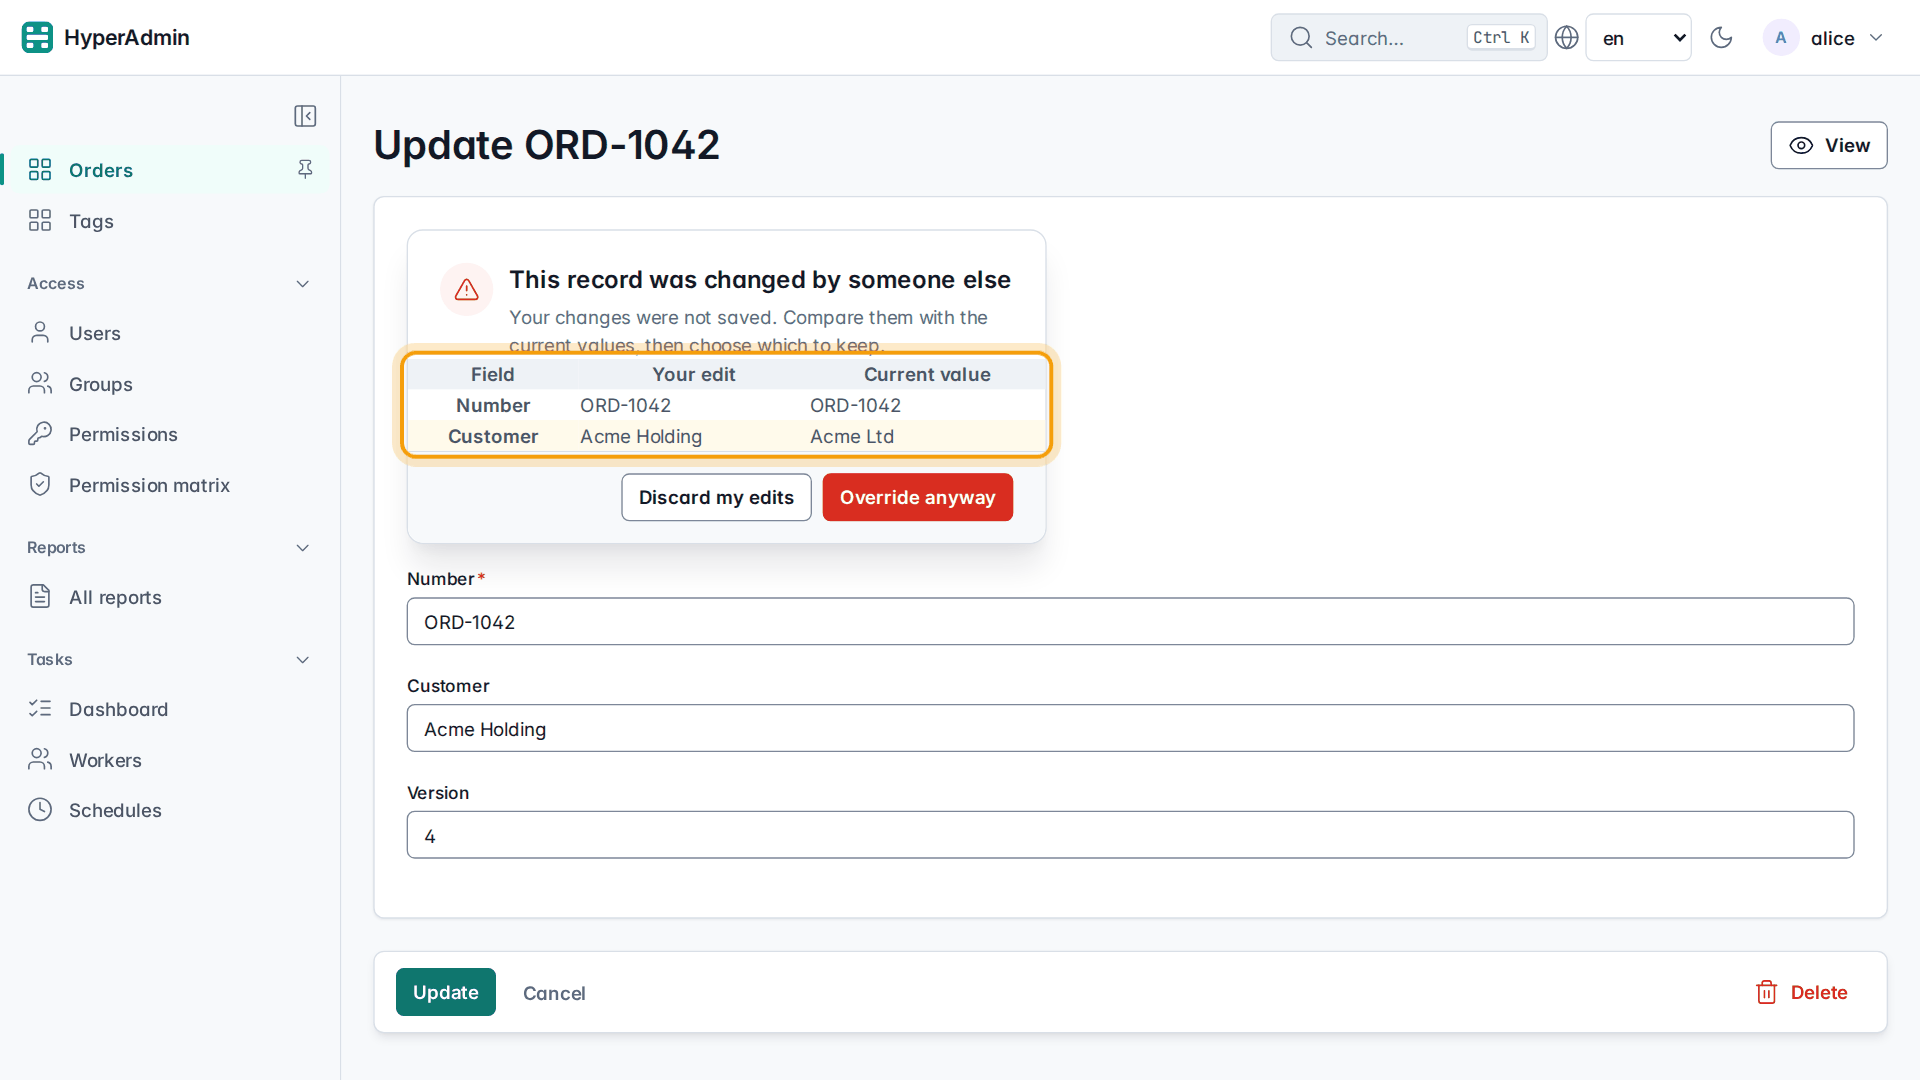 HyperAdmin
Search...
Ctrl K
en
A
alice
Orders
Tags
Access
Users
Groups
Permissions
Permission matrix
Reports
All reports
Tasks
Dashboard
Workers
Schedules
Update ORD-1042
View
This record was changed by someone else
Your changes were not saved. Compare them with the
current values, then choose which to keep.
Field Your edit Current value
Number ORD-1042 ORD-1042
Customer Acme Holding Acme Ltd
Discard my edits
Override anyway
Number*
ORD-1042
Customer
Acme Holding
Version
4
Update
Cancel
Delete